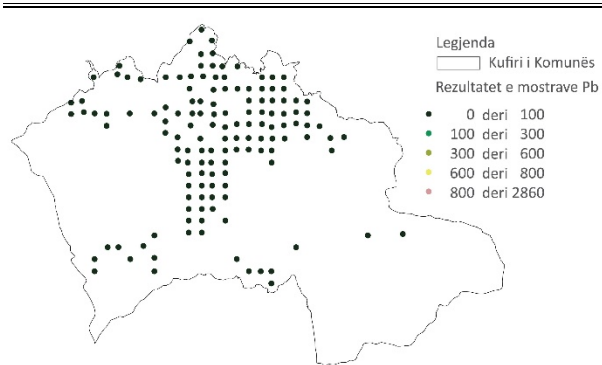 Legjenda
Kufiri i Komunës
Rezultatet e mostrave Pb
0 deri 100
100 deri 300
300 deri 600
600 deri 800
800 deri 2860